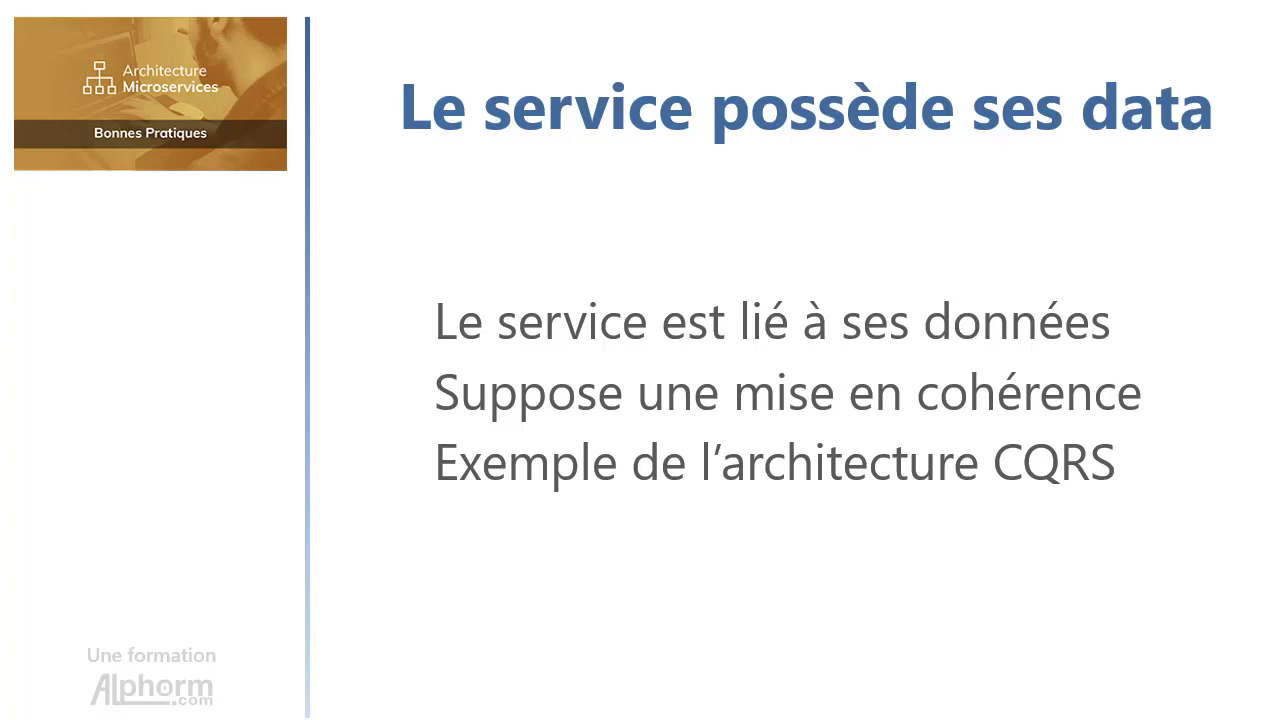 Architecture
Microservices
Bonnes Pratiques
Le service possède ses data
Le service est lié à ses données
Suppose une mise en cohérence
Exemple de l’architecture CQRS
Une formation
Alphorm
.com